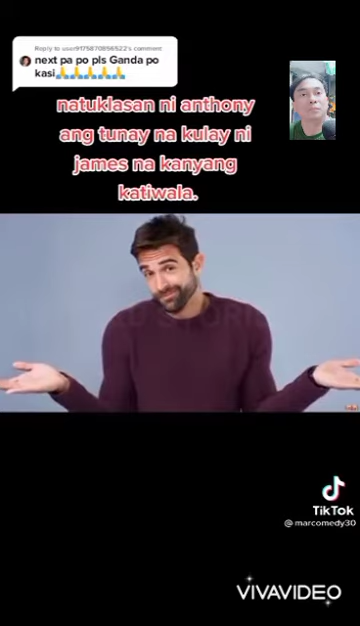 Reply to user9175870856522's comment
next pa po pls Ganda po
kasi🙏🙏🙏🙏🙏🙏
natuklasan ni anthony
ang tunay na kulay ni
james na kanyang
katiwala.
TikTok
@marcomedy30
VIVAVIDEO